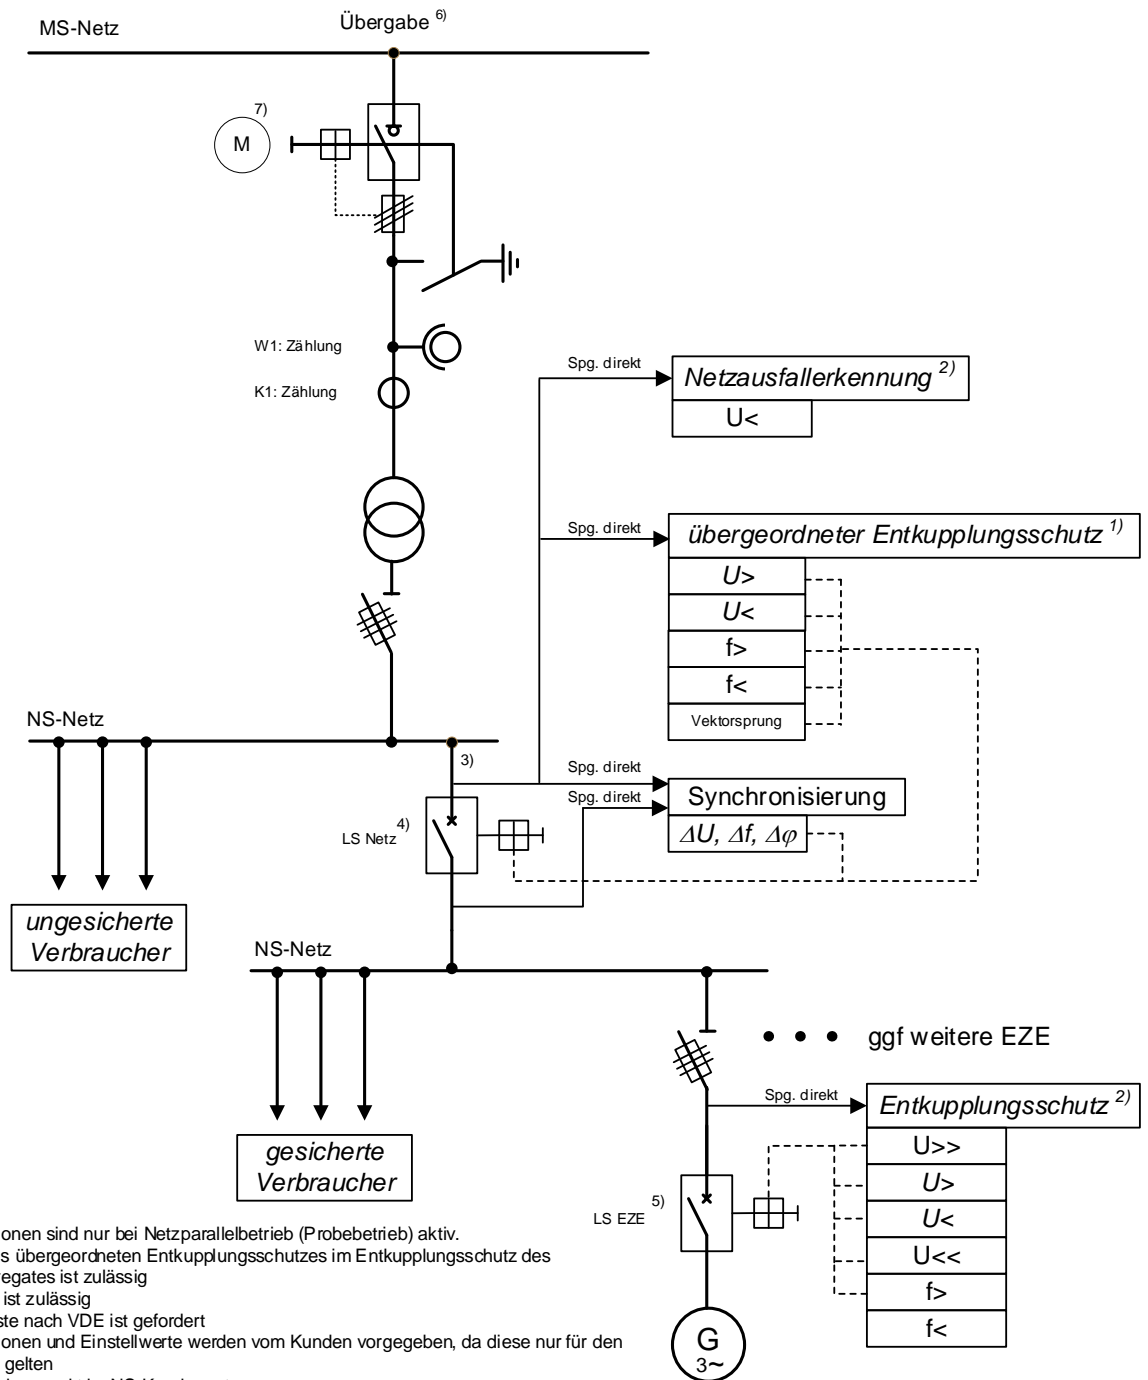 MS-Netz
Übergabe 6)
7)
M
W1: Zählung
K1: Zählung
Spg. direkt
Netzausfallerkennung 2)
U<
Spg. direkt
übergeordneter Entkupplungsschutz 1)
U>
U<
f>
f<
Vektorsprung
NS-Netz
3)
Spg. direkt
Spg. direkt
Synchronisierung
ΔU, Δf, Δφ
LS Netz 4)
ungesicherte
Verbraucher
NS-Netz
ggf weitere EZE
Spg. direkt
Entkupplungsschutz 2)
U>>
U>
U<
U<<
f>
f<
gesicherte
Verbraucher
LS EZE 5)
G
3~
onen sind nur bei Netzparallelbetrieb (Probebetrieb) aktiv.
s übergeordneten Entkupplungsschutzes im Entkupplungsschutz des
egates ist zulässig
ist zulässig
ste nach VDE ist gefordert
onen und Einstellwerte werden vom Kunden vorgegeben, da diese nur für den
gelten